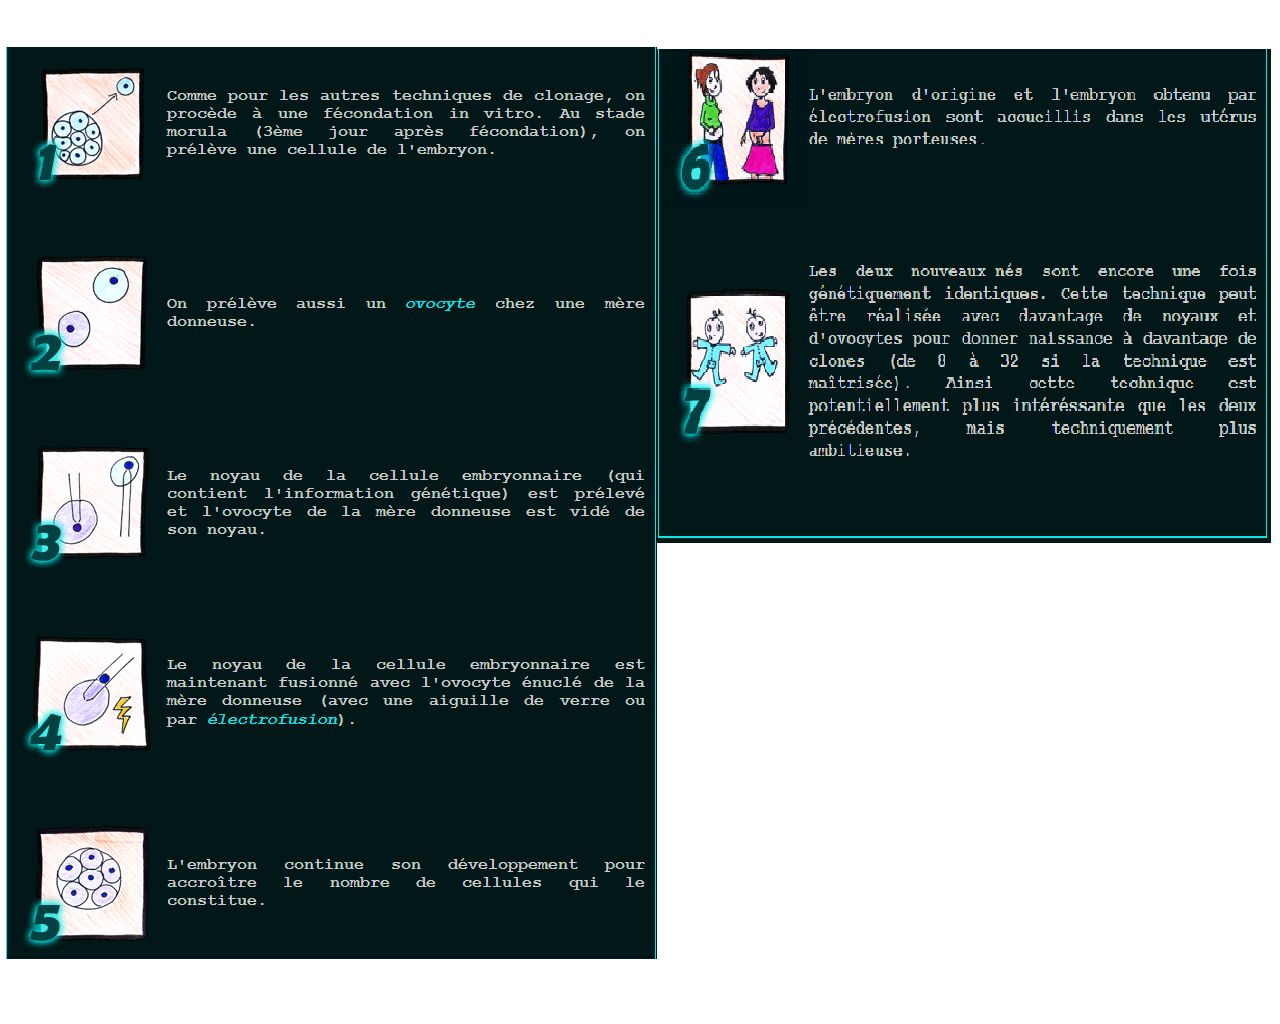 1
Comme pour les autres techniques de clonage, on
procède à une fécondation in vitro. Au stade
morula (3ème jour après fécondation), on
prélève une cellule de l'embryon.
2
On prélève aussi un ovocyte chez une mère
donneuse.
3
Le noyau de la cellule embryonnaire (qui
contient l'information génétique) est prélevé
et l'ovocyte de la mère donneuse est vidé de
son noyau.
4
Le noyau de la cellule embryonnaire est
maintenant fusionné avec l'ovocyte énuclé de la
mère donneuse (avec une aiguille de verre ou
par électrofusion).
5
L'embryon continue son développement pour
accroître le nombre de cellules qui le
constitue.
6
L'embryon d'origine et l'embryon obtenu par
électrofusion sont accueillis dans les utérus
de mères porteuses.
7
Les deux nouveaux nés sont encore une fois
génétiquement identiques. Cette technique peut
être réalisée avec davantage de noyaux et
d'ovocytes pour donner naissance à davantage de
clones (de 8 à 32 si la technique est
maîtrisée). Ainsi cette technique est
potentiellement plus intéréssante que les deux
précédentes, mais techniquement plus
ambitieuse.